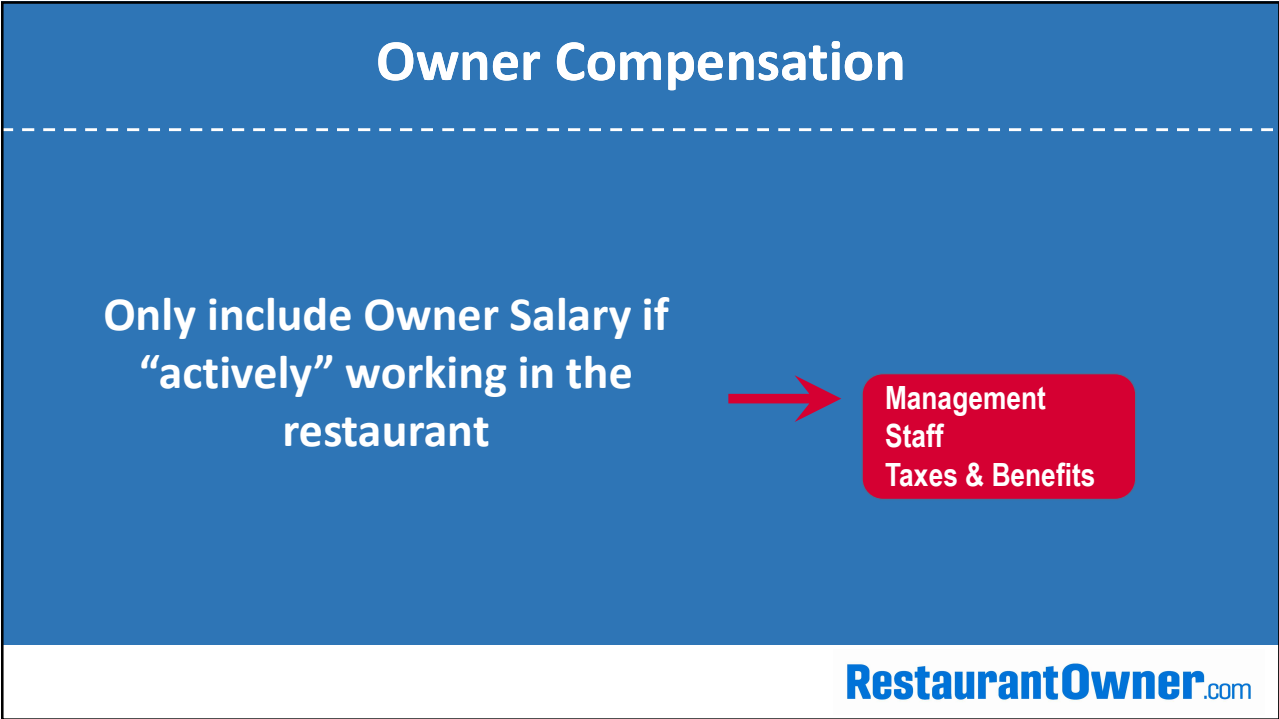 Owner Compensation
Only include Owner Salary if
“actively” working in the
restaurant
Management
Staff
Taxes & Benefits
RestaurantOwner.com